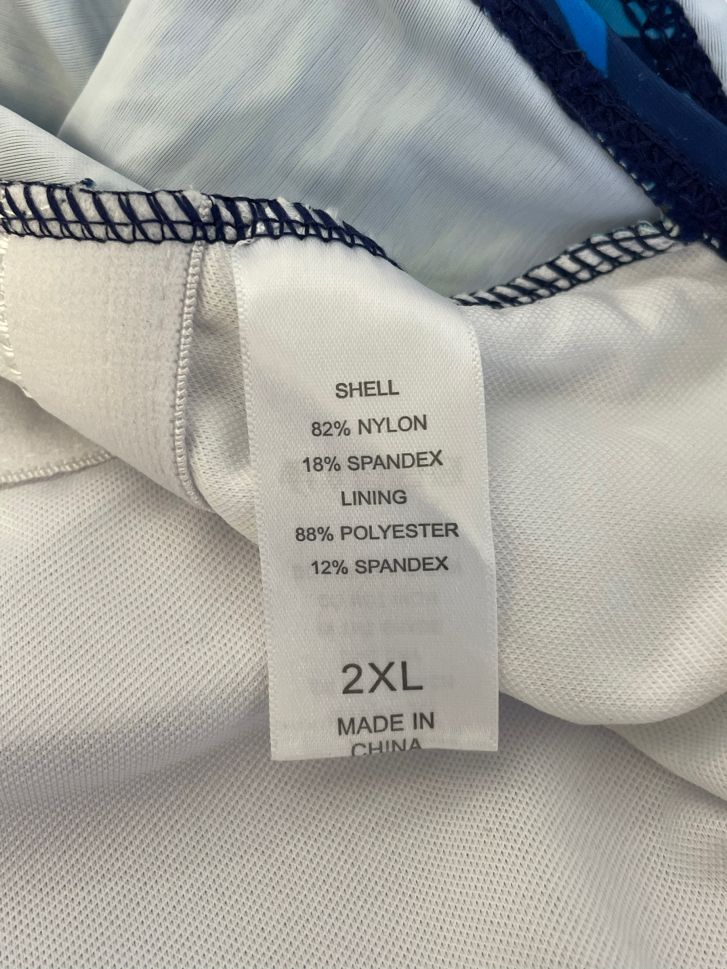 SHELL
82% NYLON
18% SPANDEX
LINING
88% POLYESTER
12% SPANDEX
2XL
MADE IN
CHINA